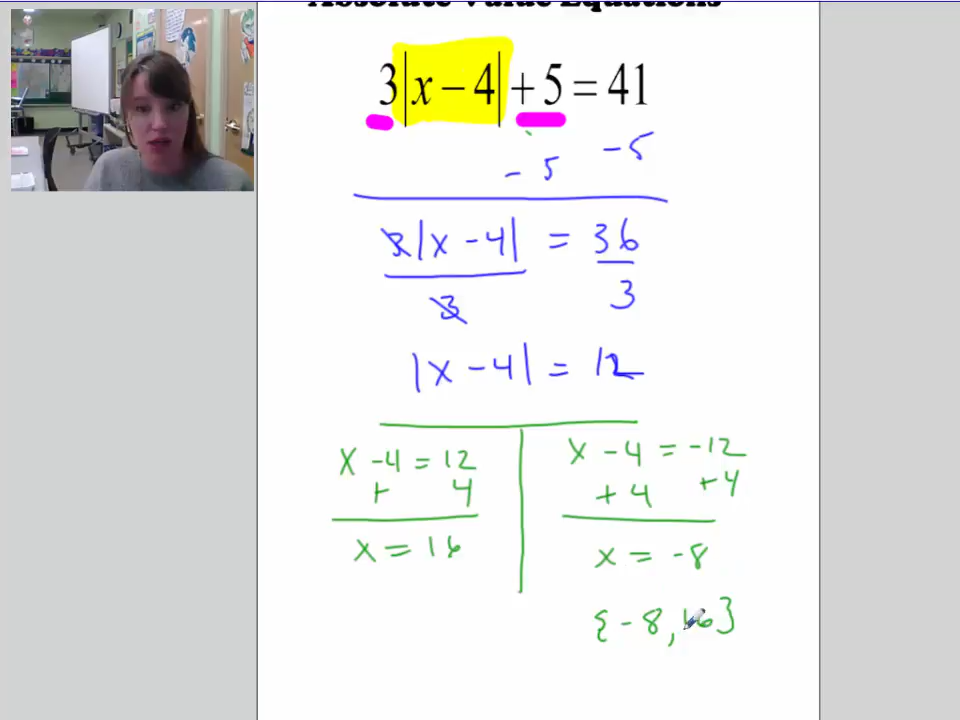 Absolute Value Equations
3|x − 4| + 5 = 41
− 5 − 5
3|x − 4| = 36
3 3
|x − 4| = 12
x − 4 = 12 x − 4 = −12
+ 4 + 4 + 4
x = 16 x = −8
{−8, 16}